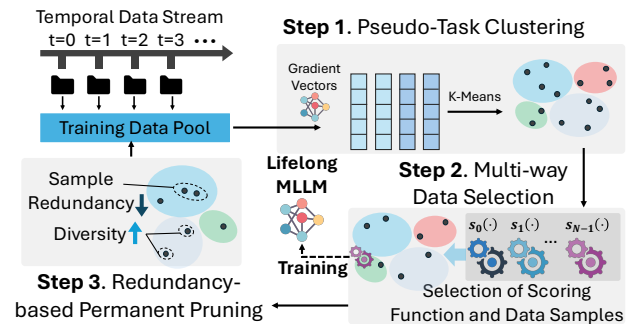 Temporal Data Stream
t=0 t=1 t=2 t=3 •••
Training Data Pool
Step 1. Pseudo-Task Clustering
Gradient
Vectors
K-Means
Step 2. Multi-way
Data Selection
s₀(·) s₁(·) ... s_{N−1}(·)
Selection of Scoring
Function and Data Samples
Lifelong
MLLM
Training
Sample
Redundancy
Diversity
Step 3. Redundancy-
based Permanent Pruning